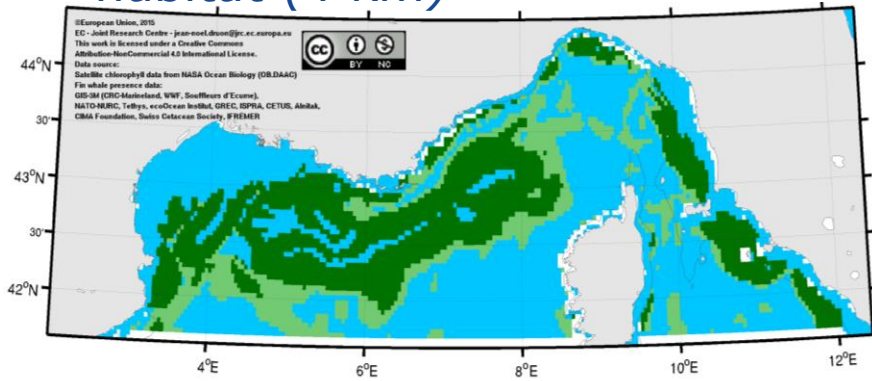 habitat (4 km)
©European Union, 2015
EC - Joint Research Centre - jean-noel.druon@jrc.ec.europa.eu
This work is licensed under a Creative Commons
Attribution-NonCommercial 4.0 International License.
Data source:
Satellite chlorophyll data from NASA Ocean Biology (OB.DAAC)
Fin whale presence data:
GIS-3M (CRC-Marineland, WWF, Souffleurs d'Ecume),
NATO-NURC, Tethys, ecoOcean Institut, GREC, ISPRA, CETUS, Alnitak,
CIMA Foundation, Swiss Cetacean Society, IFREMER
cc
BY NC
44°N
30'
43°N
30'
42°N
4°E
6°E
8°E
10°E
12°E